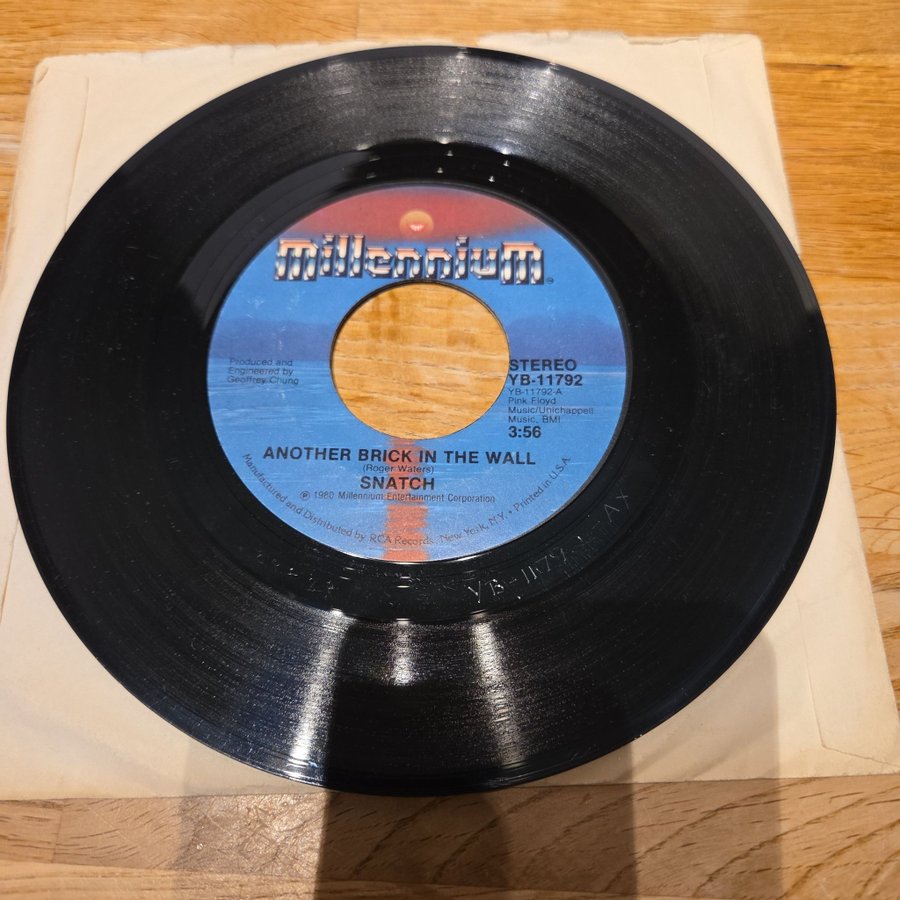 millennium
Produced and
Engineered by
Geoffrey Chung
STEREO
YB-11792
YB-11792-A
Pink Floyd
Music/Unichappell
Music, BMI
3:56
ANOTHER BRICK IN THE WALL
(Roger Waters)
SNATCH
℗ 1980 Millennium Entertainment Corporation
Manufactured and Distributed by RCA Records, New York, N.Y. • Printed in U.S.A.